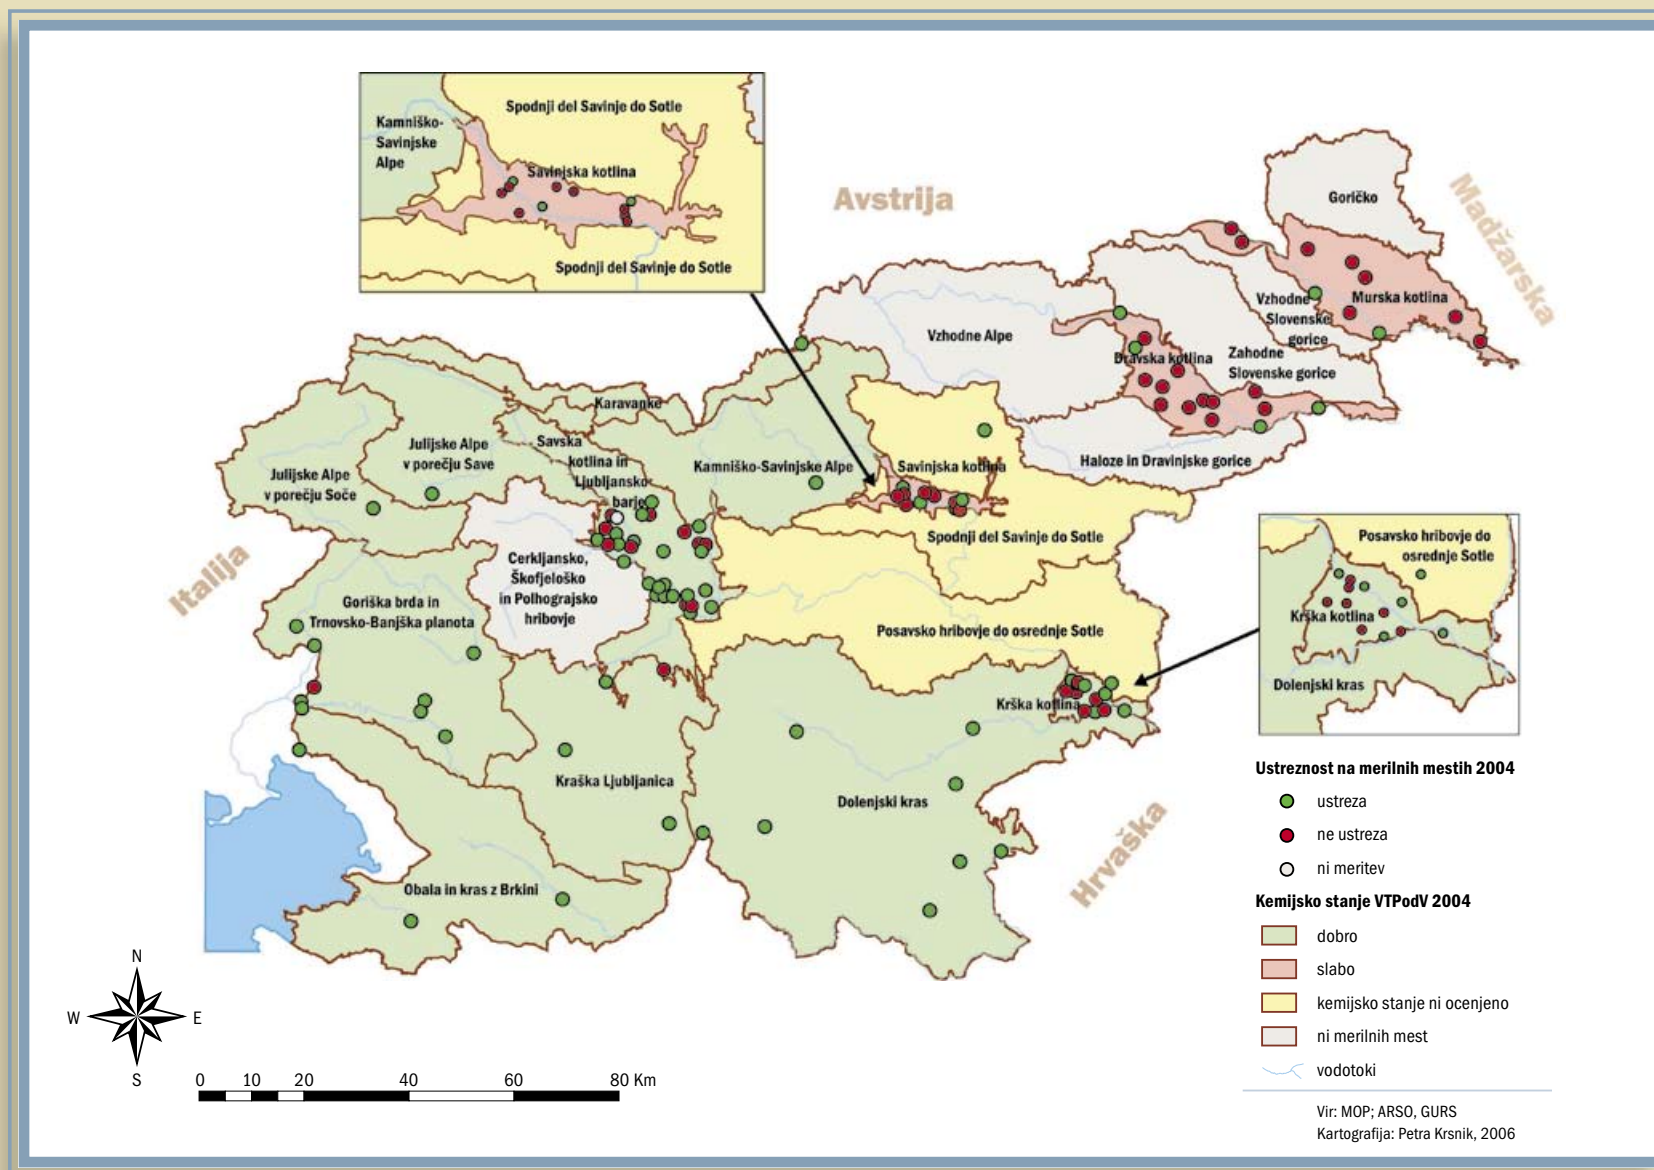 Spodnji del Savinje do Sotle
Kamniško-
Savinjske
Alpe
Savinjska kotlina
Spodnji del Savinje do Sotle
Avstrija
Madžarska
Goričko
Murska kotlina
Vzhodne
Slovenske
gorice
Vzhodne Alpe
Dravska kotlina
Zahodne
Slovenske gorice
Karavanke
Julijske Alpe
v porečju Save
Savska
kotlina in
Ljubljansko
barje
Kamniško-Savinjske Alpe
Savinjska kotlina
Haloze in Dravinjske gorice
Julijske Alpe
v porečju Soče
Spodnji del Savinje do Sotle
Italija
Cerkljansko,
Škofjeloško
in Polhograjsko
hribovje
Goriška brda in
Trnovsko-Banjška planota
Posavsko hribovje do osrednje Sotle
Posavsko hribovje do
osrednje Sotle
Krška kotlina
Dolenjski kras
Krška kotlina
Kraška Ljubljanica
Dolenjski kras
Hrvaška
Obala in kras z Brkini
Ustreznost na merilnih mestih 2004
ustreza
ne ustreza
ni meritev
Kemijsko stanje VTPodV 2004
dobro
slabo
kemijsko stanje ni ocenjeno
ni merilnih mest
vodotoki
N
W
E
S
0 10 20 40 60 80 Km
Vir: MOP; ARSO, GURS
Kartografija: Petra Krsnik, 2006